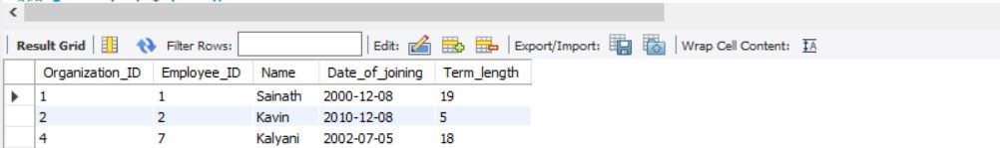 Result Grid Filter Rows: Edit: Export/Import: Wrap Cell Content: IA
Organization_ID Employee_ID Name Date_of_joining Term_length
1 1 Sainath 2000-12-08 19
2 2 Kavin 2010-12-08 5
4 7 Kalyani 2002-07-05 18